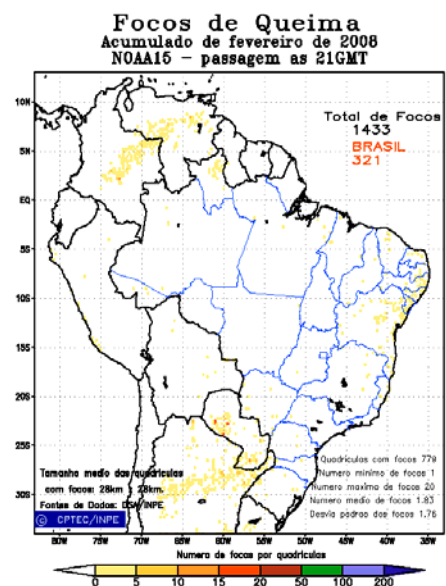 Focos de Queima
Acumulado de fevereiro de 2008
NOAA15 - passagem as 21GMT
10N
5N
EQ
5S
10S
15S
20S
25S
30S
Total de Focos
1433
BRASIL
321
Quadriculas com focos 779
Numero minimo de focos 1
Numero maximo de focos 20
Numero medio de focos 1.83
Desvio padrao dos focos 1.76
Tamanho medio das quadriculas
com focos: 28km x 28km.
Fontes de Dados: DSA/INPE
© CPTEC/INPE
80W 75W 70W 65W 60W 55W 50W 45W 40W 35W
Numero de focos por quadriculas
0 5 10 15 20 50 100 200